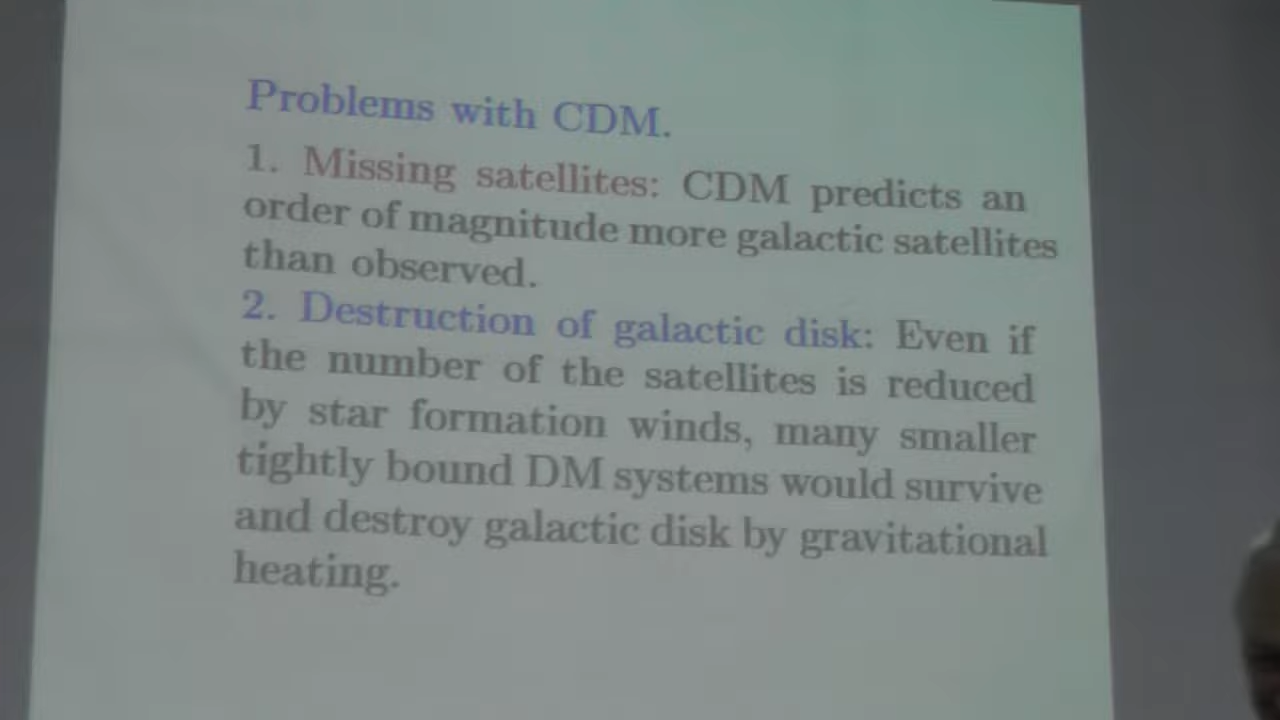 Problems with CDM.
1. Missing satellites: CDM predicts an
order of magnitude more galactic satellites
than observed.
2. Destruction of galactic disk: Even if
the number of the satellites is reduced
by star formation winds, many smaller
tightly bound DM systems would survive
and destroy galactic disk by gravitational
heating.